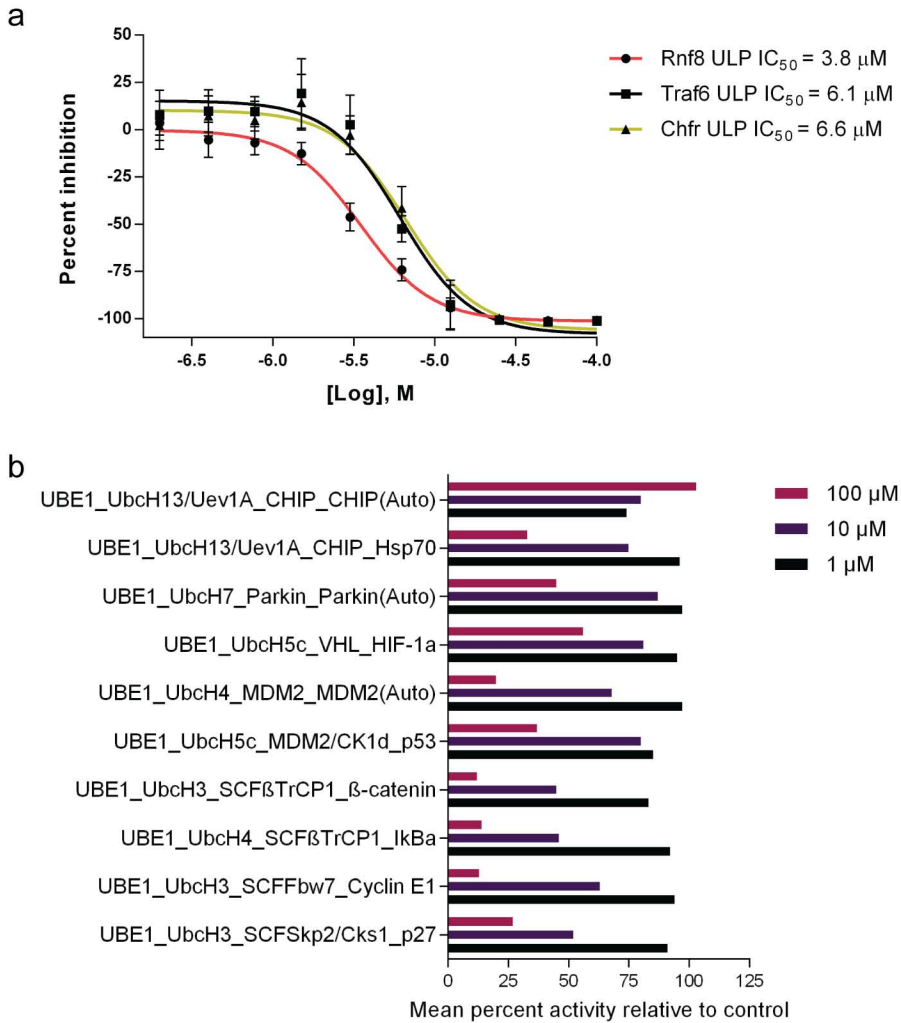 a
50
25
0
-25
-50
-75
-100
Percent inhibition
-6.5 -6.0 -5.5 -5.0 -4.5 -4.0
[Log], M
Rnf8 ULP IC50 = 3.8 µM
Traf6 ULP IC50 = 6.1 µM
Chfr ULP IC50 = 6.6 µM
b
UBE1_UbcH13/Uev1A_CHIP_CHIP(Auto)
UBE1_UbcH13/Uev1A_CHIP_Hsp70
UBE1_UbcH7_Parkin_Parkin(Auto)
UBE1_UbcH5c_VHL_HIF-1a
UBE1_UbcH4_MDM2_MDM2(Auto)
UBE1_UbcH5c_MDM2/CK1d_p53
UBE1_UbcH3_SCFßTrCP1_ß-catenin
UBE1_UbcH4_SCFßTrCP1_IkBa
UBE1_UbcH3_SCFFbw7_Cyclin E1
UBE1_UbcH3_SCFSkp2/Cks1_p27
0 25 50 75 100 125
Mean percent activity relative to control
100 µM
10 µM
1 µM